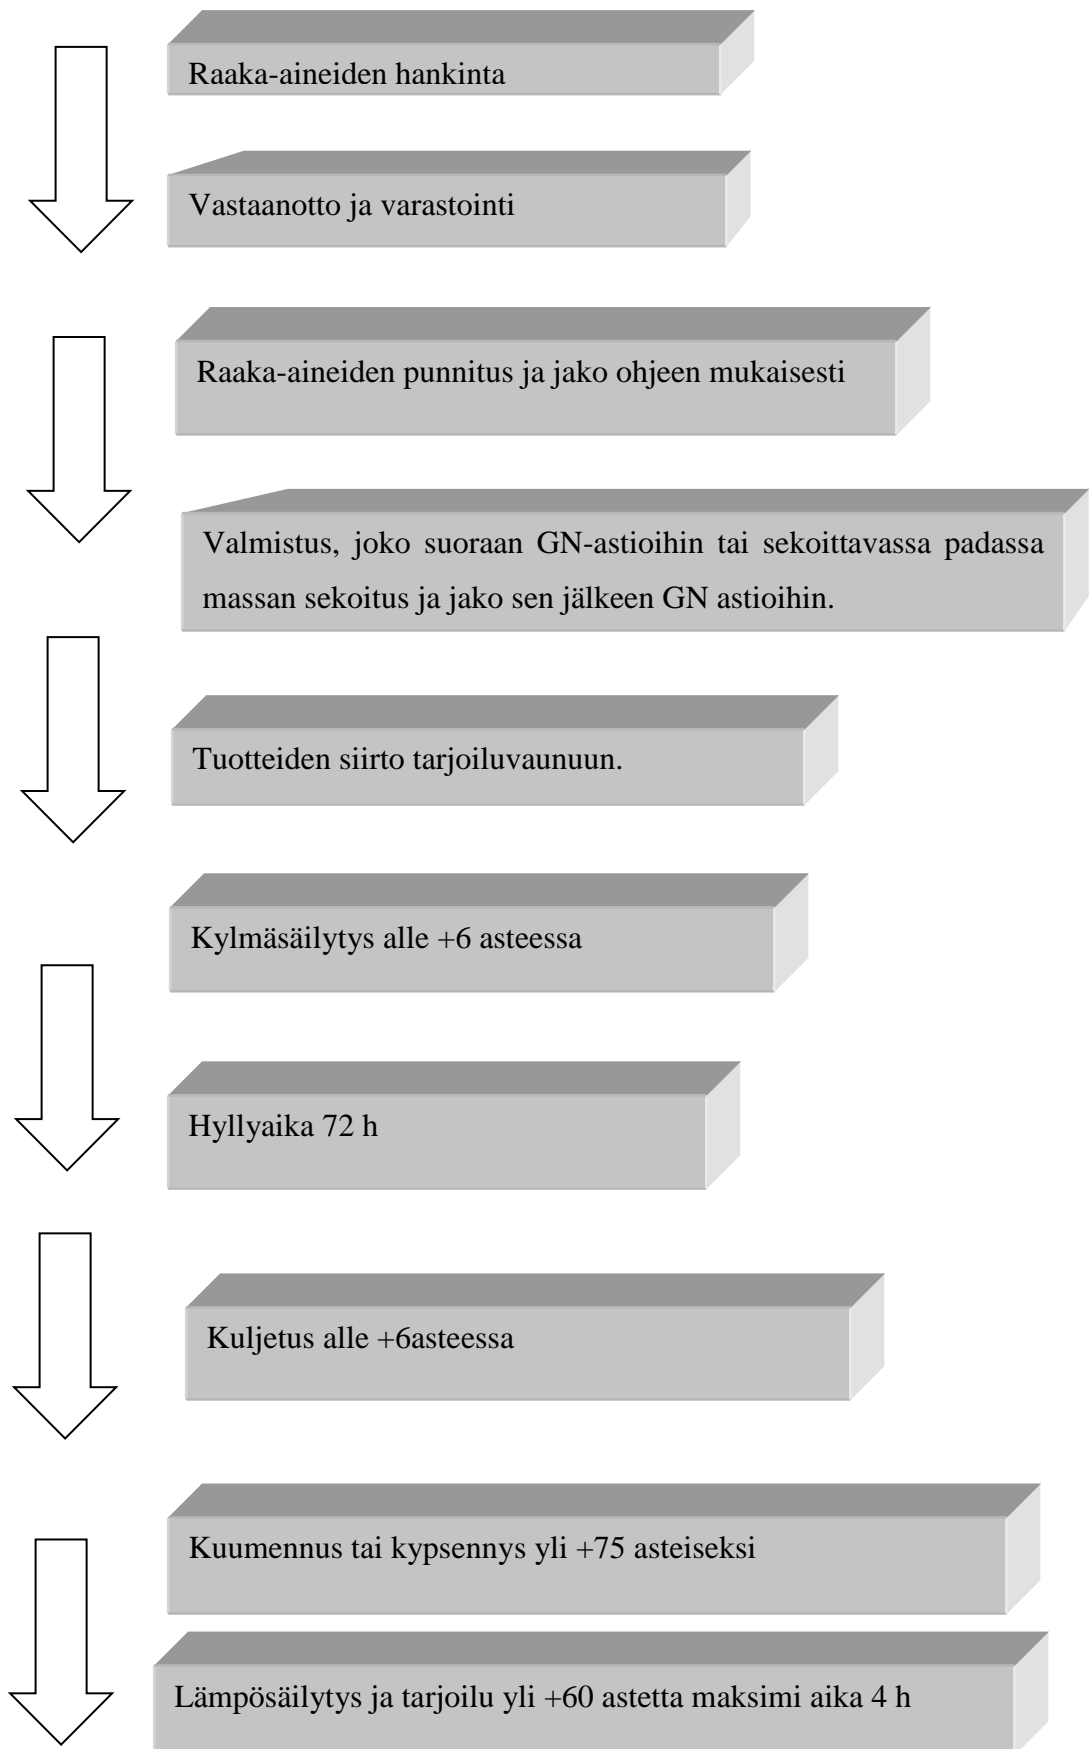 Raaka-aineiden hankinta
Vastaanotto ja varastointi
Raaka-aineiden punnitus ja jako ohjeen mukaisesti
Valmistus, joko suoraan GN-astioihin tai sekoittavassa padassa
massan sekoitus ja jako sen jälkeen GN astioihin.
Tuotteiden siirto tarjoiluvaunuun.
Kylmäsäilytys alle +6 asteessa
Hyllyaika 72 h
Kuljetus alle +6asteessa
Kuumennus tai kypsennys yli +75 asteiseksi
Lämpösäilytys ja tarjoilu yli +60 astetta maksimi aika 4 h